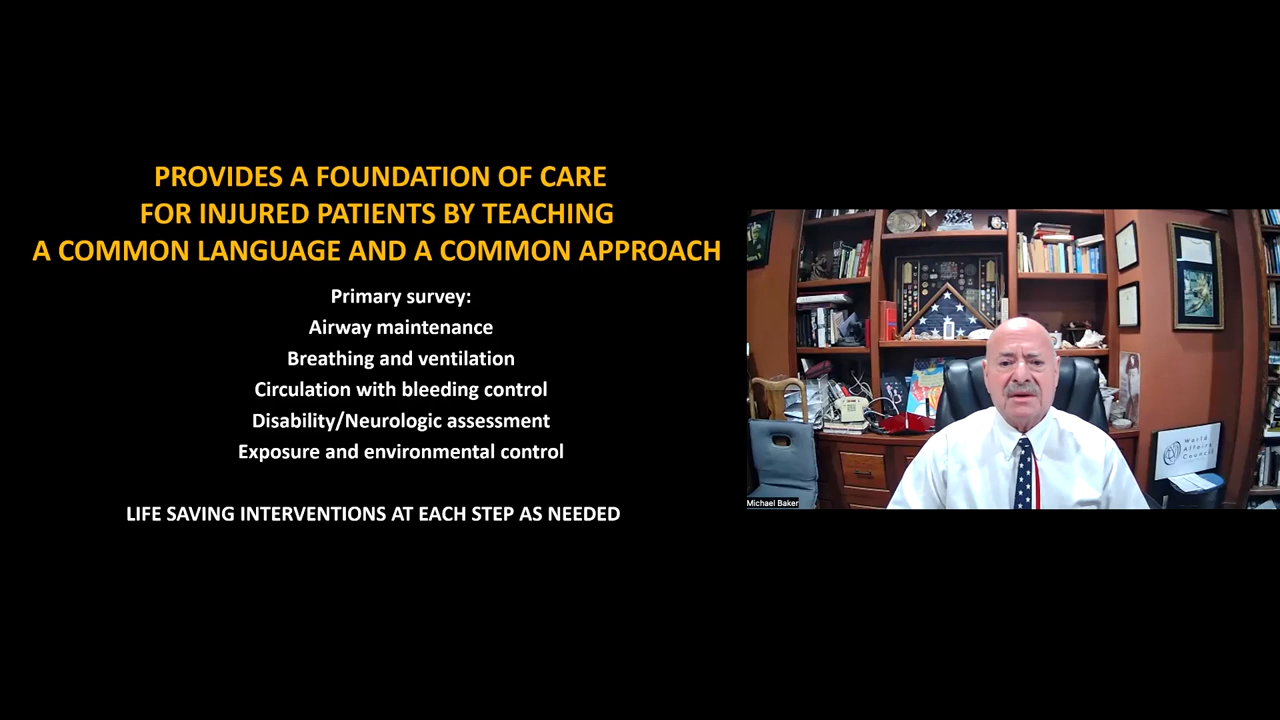 PROVIDES A FOUNDATION OF CARE
FOR INJURED PATIENTS BY TEACHING
A COMMON LANGUAGE AND A COMMON APPROACH
Primary survey:
Airway maintenance
Breathing and ventilation
Circulation with bleeding control
Disability/Neurologic assessment
Exposure and environmental control
LIFE SAVING INTERVENTIONS AT EACH STEP AS NEEDED
World
Affairs
Council
Michael Baker